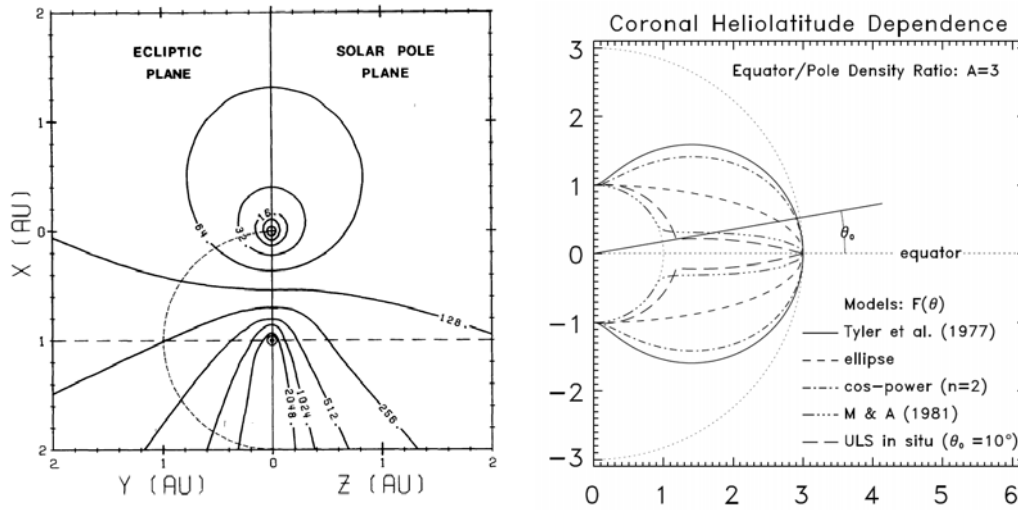 ECLIPTIC
PLANE
SOLAR POLE
PLANE
2
1
0
1
2
X (AU)
16.
32.
64.
128.
256.
512.
1024.
2048.
2
1
0
1
2
Y (AU)
Z (AU)
Coronal Heliolatitude Dependence
Equator/Pole Density Ratio: A=3
3
2
1
0
-1
-2
-3
θo
equator
Models: F(θ)
Tyler et al. (1977)
ellipse
cos-power (n=2)
M & A (1981)
ULS in situ (θo =10°)
0
1
2
3
4
5
6